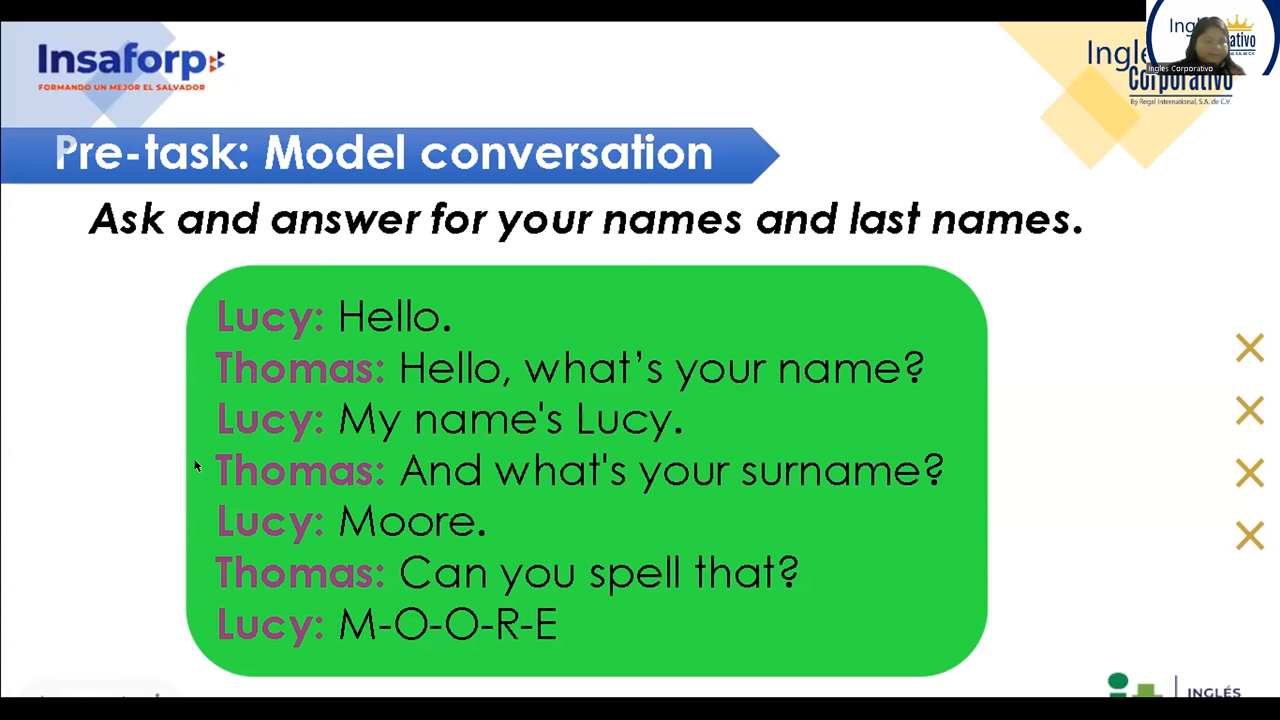 Insaforp
FORMANDO UN MEJOR EL SALVADOR
Inglés Corporativo
Corporativo
By Regal International, S.A. de C.V.
Pre-task: Model conversation
Ask and answer for your names and last names.
Lucy: Hello.
Thomas: Hello, what’s your name?
Lucy: My name's Lucy.
Thomas: And what's your surname?
Lucy: Moore.
Thomas: Can you spell that?
Lucy: M-O-O-R-E
INGLÉS